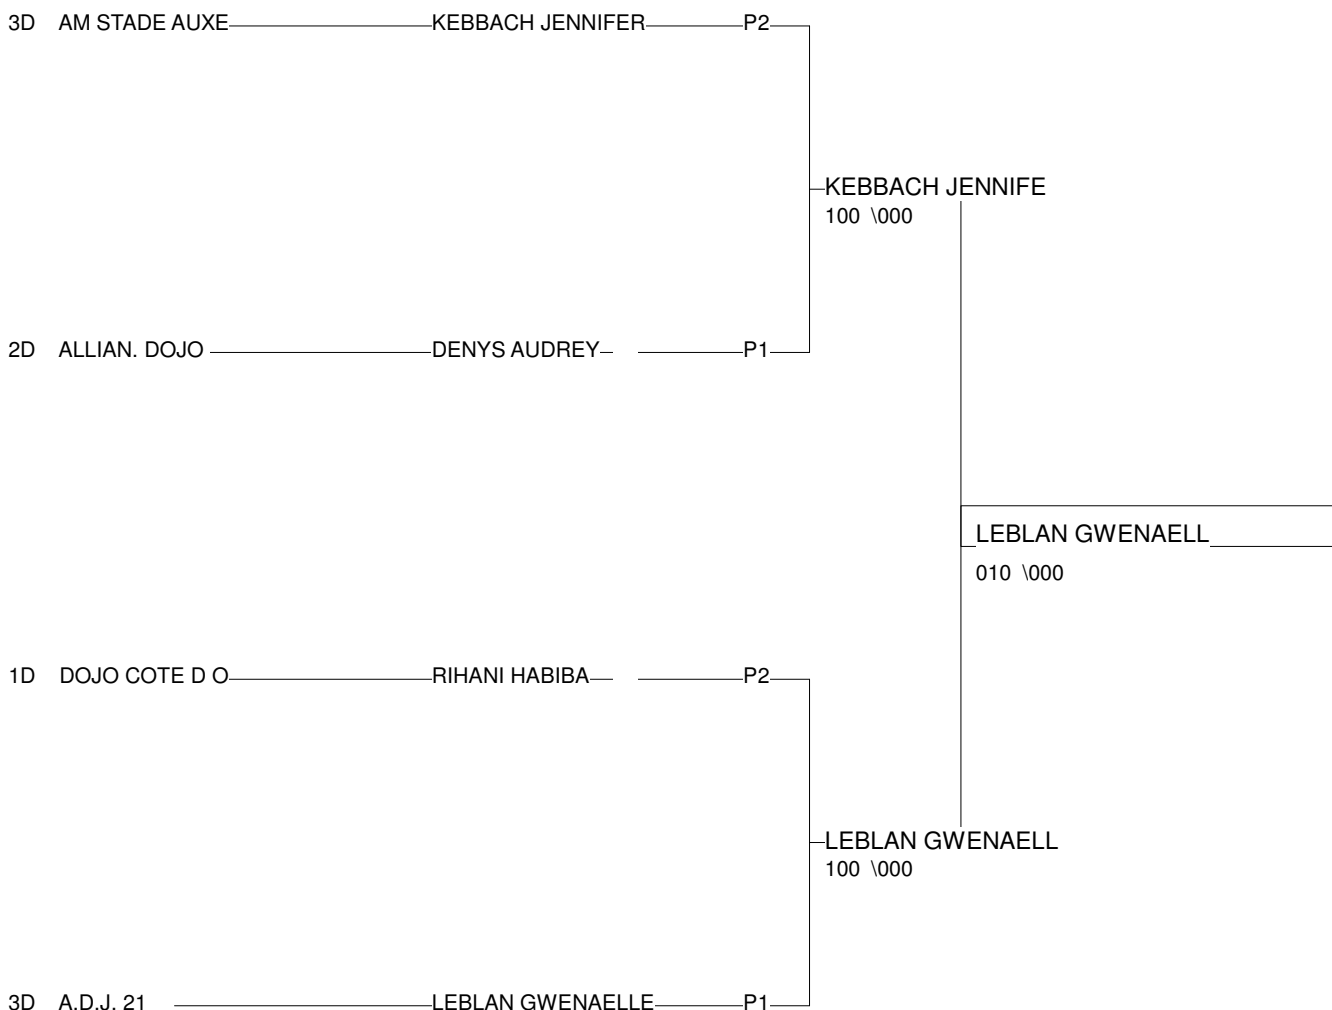 3D AM STADE AUXE KEBBACH JENNIFER P2
KEBBACH JENNIFE
100 \000
2D ALLIAN. DOJO DENYS AUDREY P1
LEBLAN GWENAELL
010 \000
1D DOJO COTE D O RIHANI HABIBA P2
LEBLAN GWENAELL
100 \000
3D A.D.J. 21 LEBLAN GWENAELLE P1